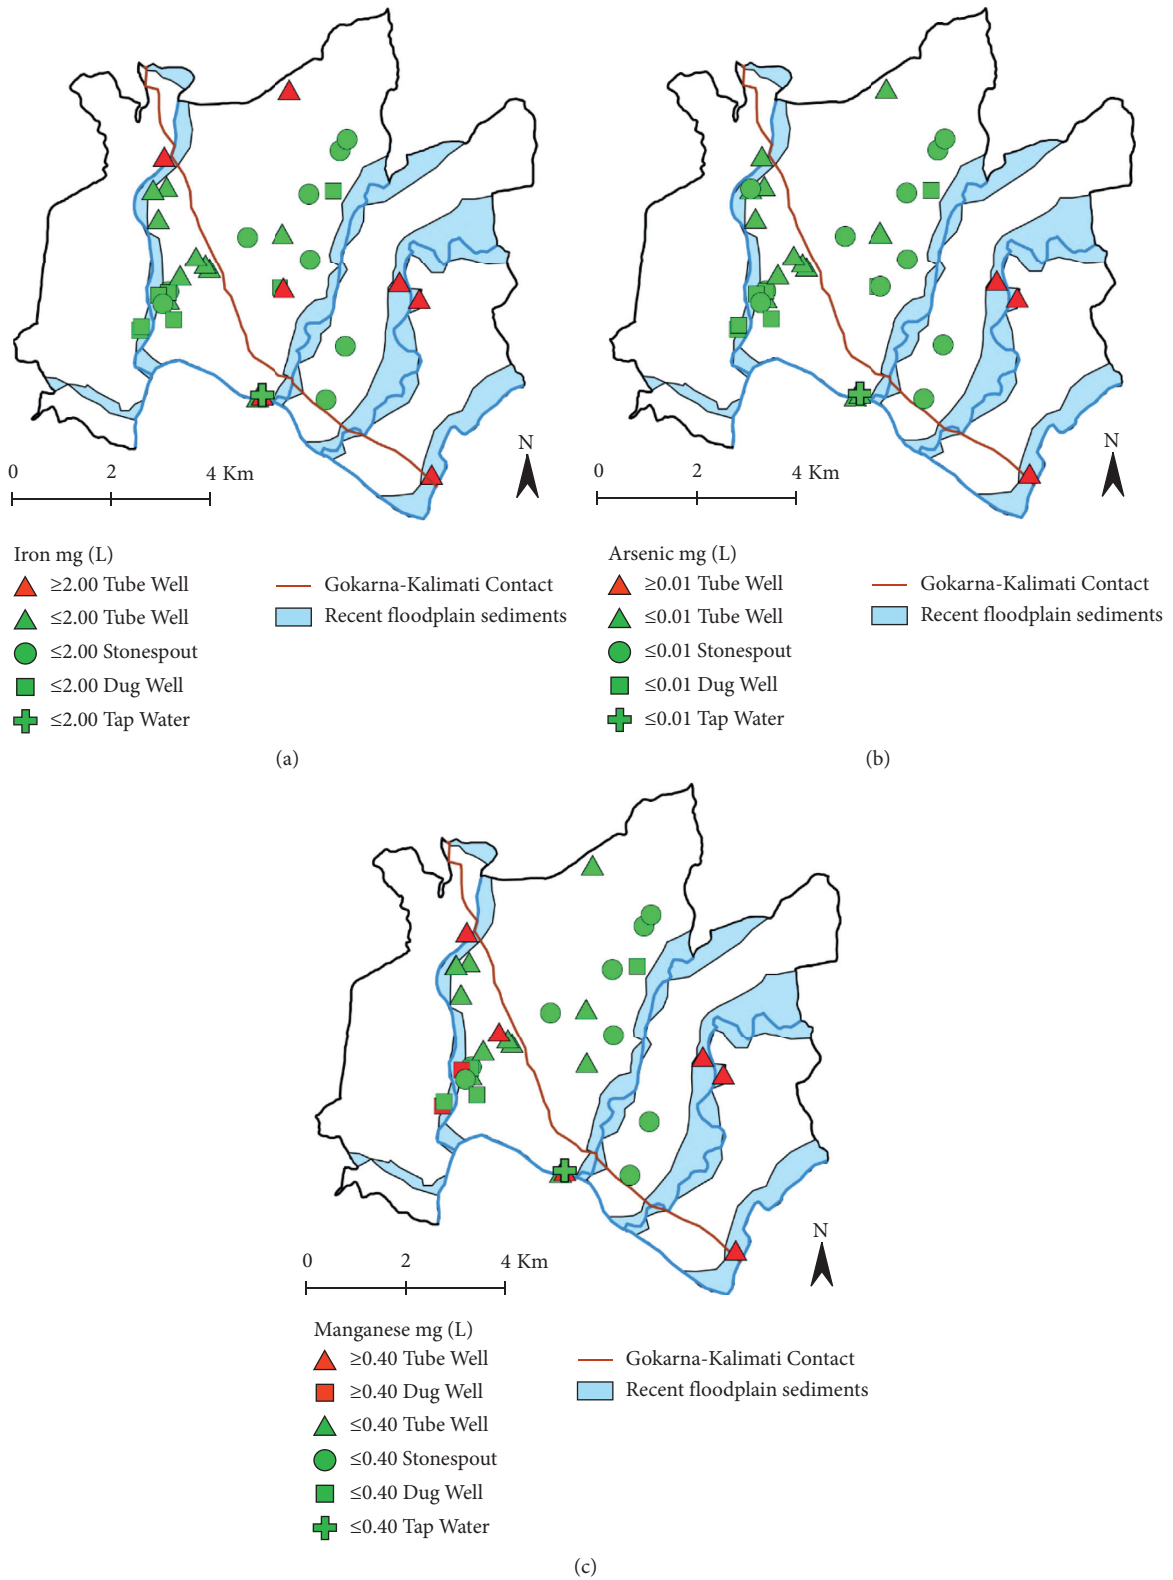 N
0 2 4 Km
Iron mg (L)
≥2.00 Tube Well
≤2.00 Tube Well
≤2.00 Stonespout
≤2.00 Dug Well
≤2.00 Tap Water
Gokarna-Kalimati Contact
Recent floodplain sediments
(a)
N
0 2 4 Km
Arsenic mg (L)
≥0.01 Tube Well
≤0.01 Tube Well
≤0.01 Stonespout
≤0.01 Dug Well
≤0.01 Tap Water
Gokarna-Kalimati Contact
Recent floodplain sediments
(b)
N
0 2 4 Km
Manganese mg (L)
≥0.40 Tube Well
≥0.40 Dug Well
≤0.40 Tube Well
≤0.40 Stonespout
≤0.40 Dug Well
≤0.40 Tap Water
Gokarna-Kalimati Contact
Recent floodplain sediments
(c)